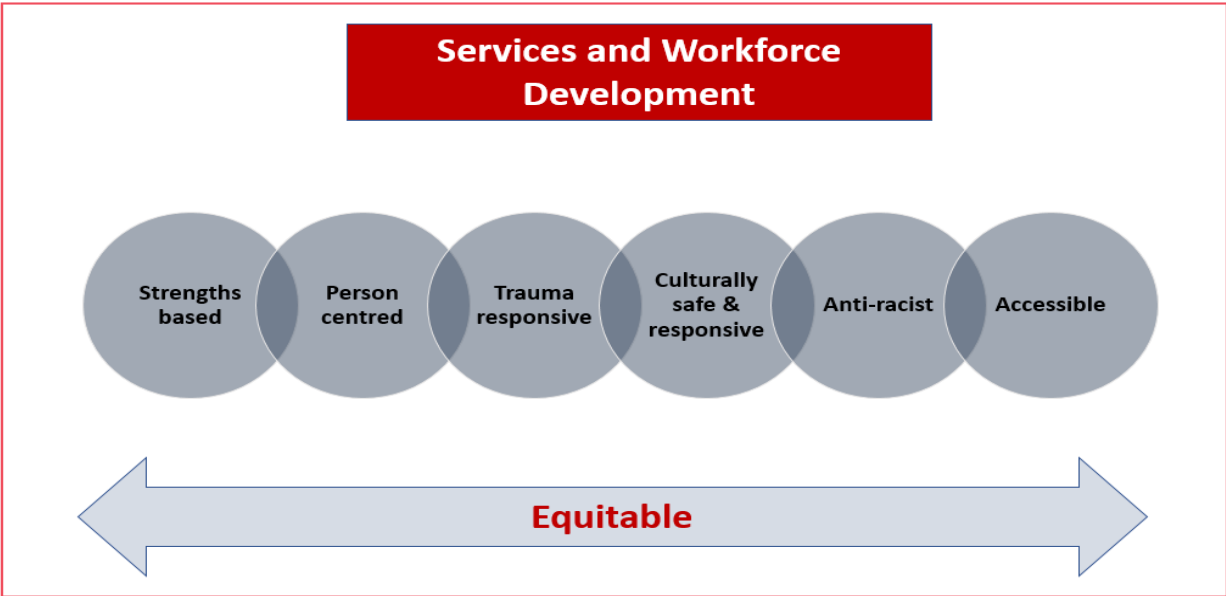 Services and Workforce
Development
Strengths
based
Person
centred
Trauma
responsive
Culturally
safe &
responsive
Anti-racist
Accessible
Equitable